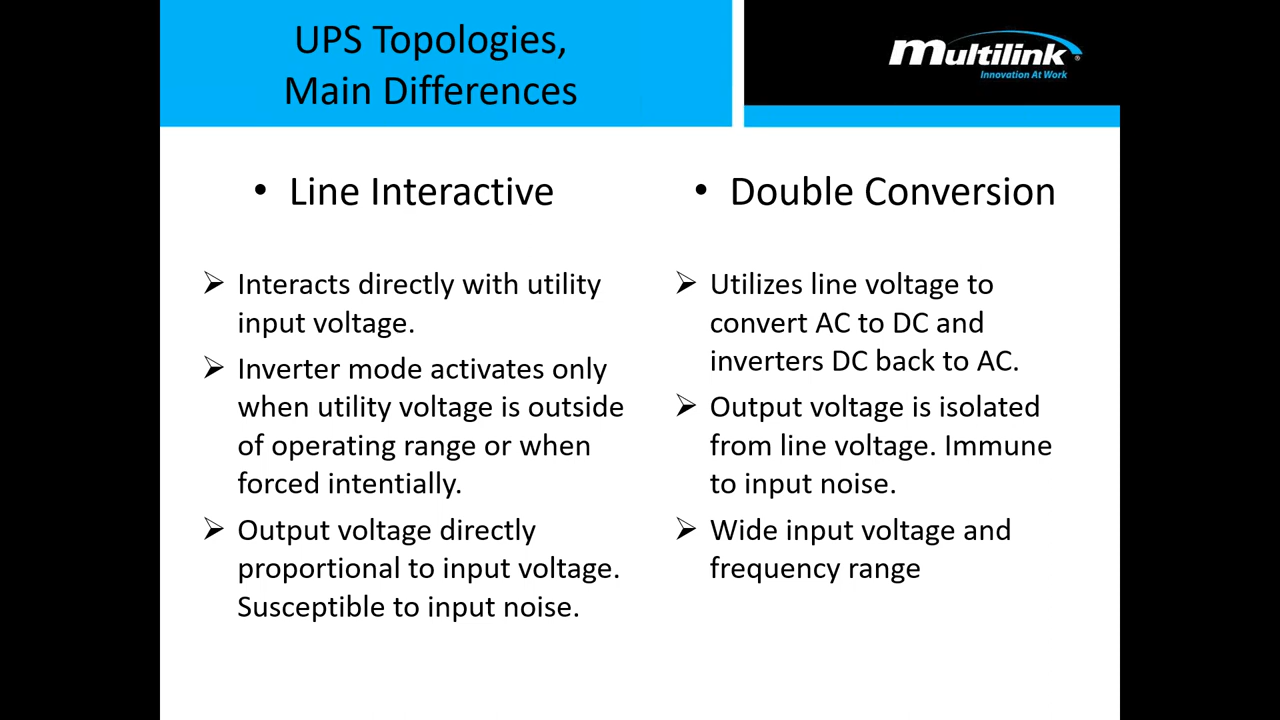 UPS Topologies,
Main Differences
multilink®
Innovation At Work
• Line Interactive
➢ Interacts directly with utility
input voltage.
➢ Inverter mode activates only
when utility voltage is outside
of operating range or when
forced intentially.
➢ Output voltage directly
proportional to input voltage.
Susceptible to input noise.
• Double Conversion
➢ Utilizes line voltage to
convert AC to DC and
inverters DC back to AC.
➢ Output voltage is isolated
from line voltage. Immune
to input noise.
➢ Wide input voltage and
frequency range